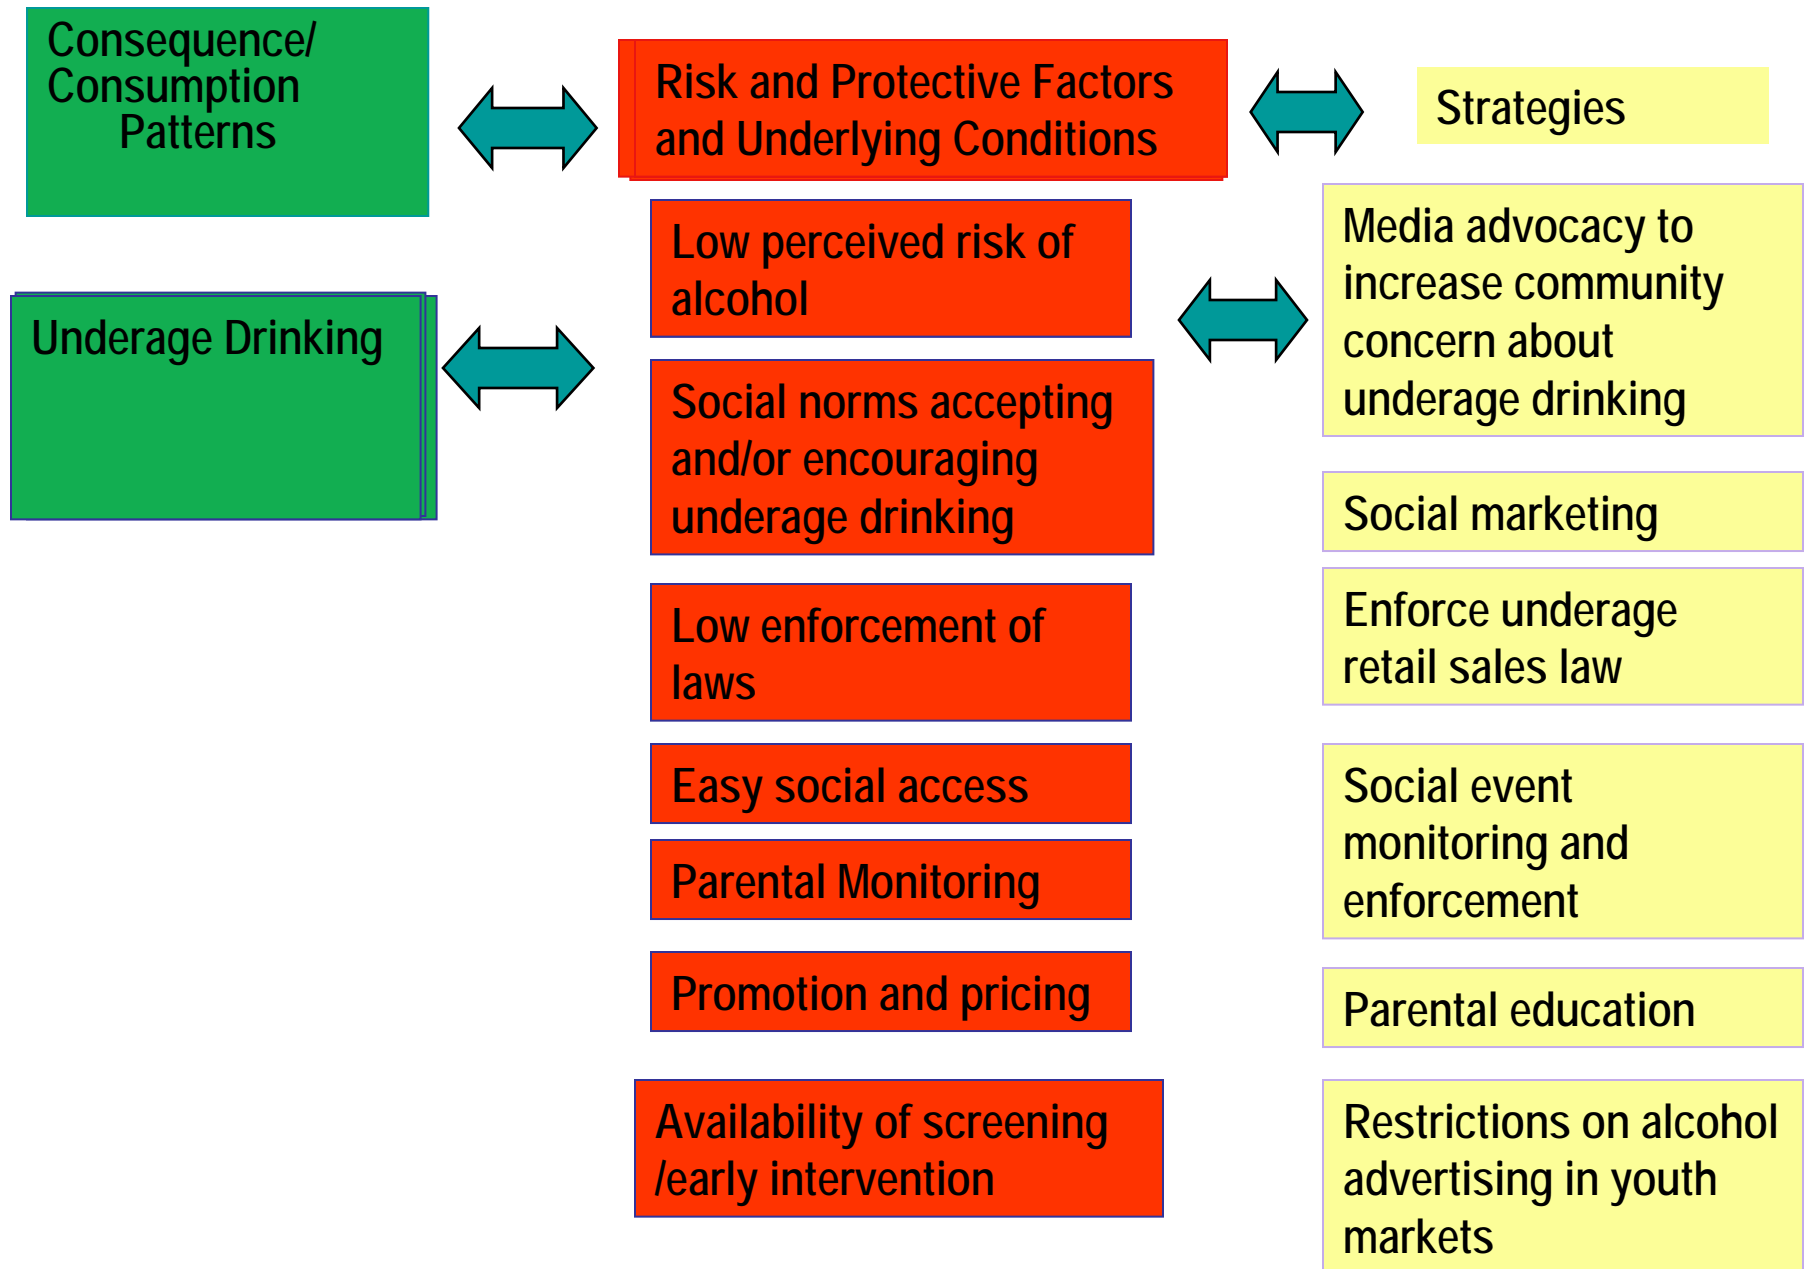 Consequence/
Consumption
Patterns
Risk and Protective Factors
and Underlying Conditions
Strategies
Underage Drinking
Low perceived risk of
alcohol
Social norms accepting
and/or encouraging
underage drinking
Low enforcement of
laws
Easy social access
Parental Monitoring
Promotion and pricing
Availability of screening
/early intervention
Media advocacy to
increase community
concern about
underage drinking
Social marketing
Enforce underage
retail sales law
Social event
monitoring and
enforcement
Parental education
Restrictions on alcohol
advertising in youth
markets